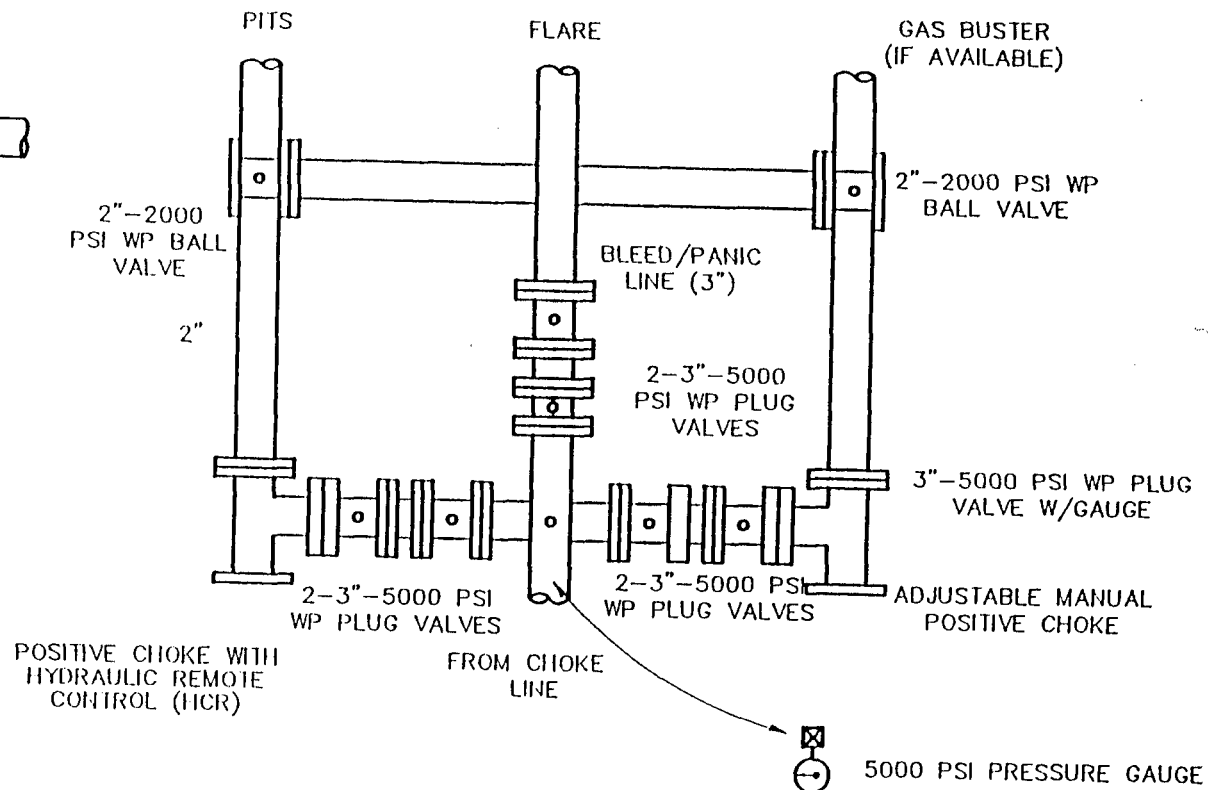 PITS
FLARE
GAS BUSTER
(IF AVAILABLE)
2"-2000
PSI WP BALL
VALVE
2"-2000 PSI WP
BALL VALVE
BLEED/PANIC
LINE (3")
2"
2-3"-5000
PSI WP PLUG
VALVES
3"-5000 PSI WP PLUG
VALVE W/GAUGE
2-3"-5000 PSI
WP PLUG VALVES
2-3"-5000 PSI
WP PLUG VALVES
ADJUSTABLE MANUAL
POSITIVE CHOKE
POSITIVE CHOKE WITH
HYDRAULIC REMOTE
CONTROL (HCR)
FROM CHOKE
LINE
5000 PSI PRESSURE GAUGE